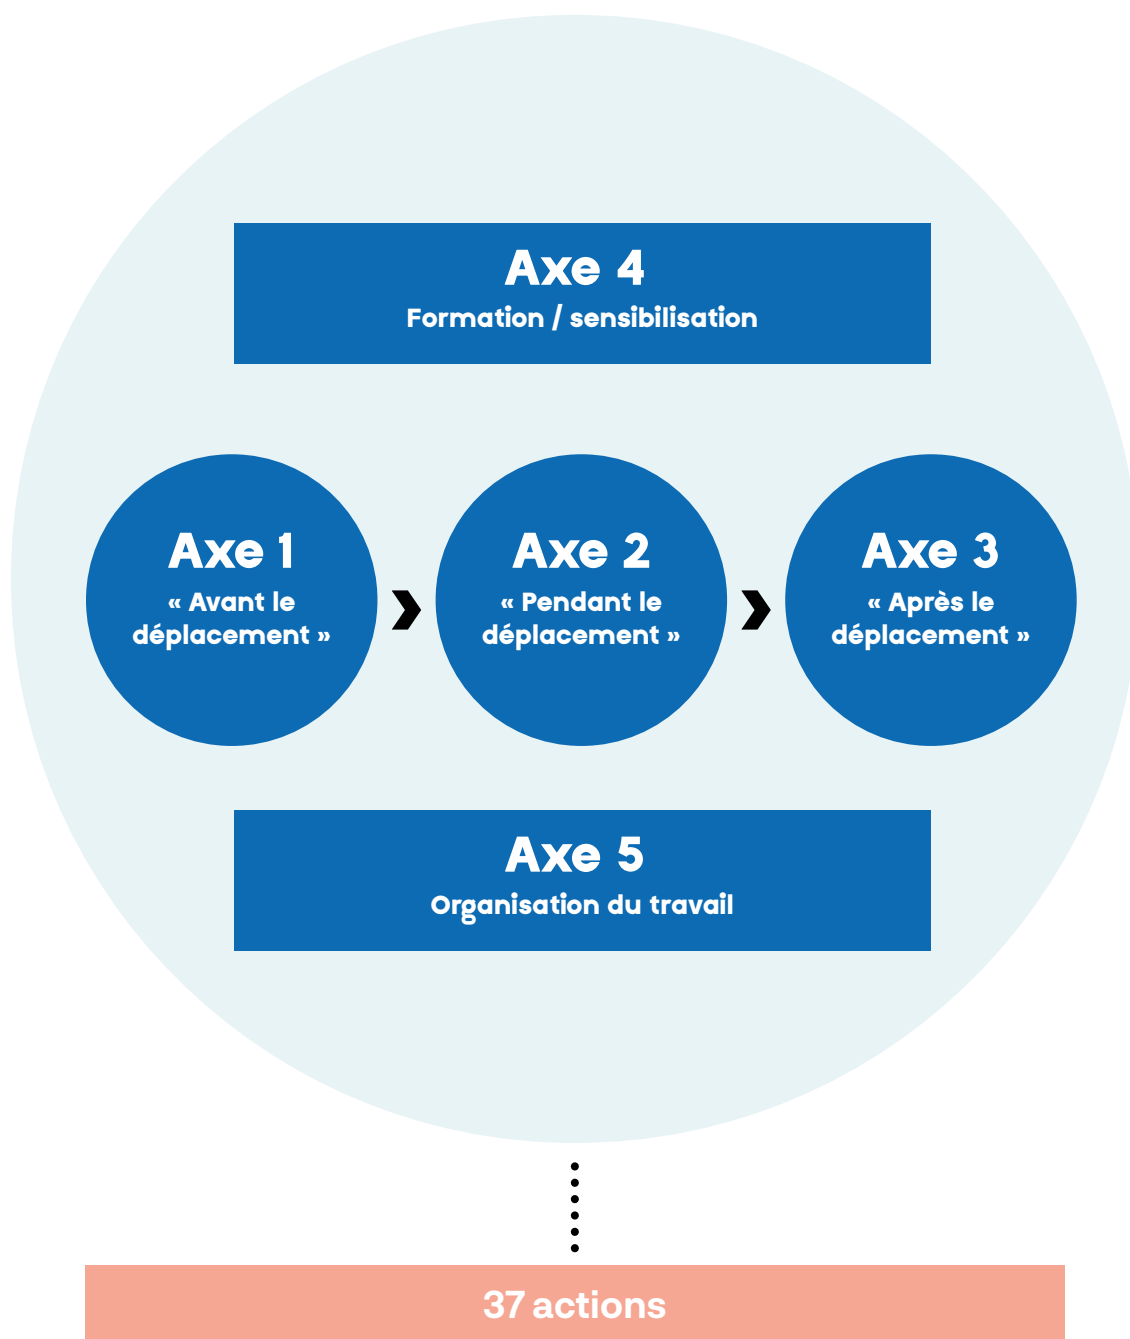 Axe 4
Formation / sensibilisation
Axe 1
« Avant le
déplacement »
Axe 2
« Pendant le
déplacement »
Axe 3
« Après le
déplacement »
Axe 5
Organisation du travail
37 actions